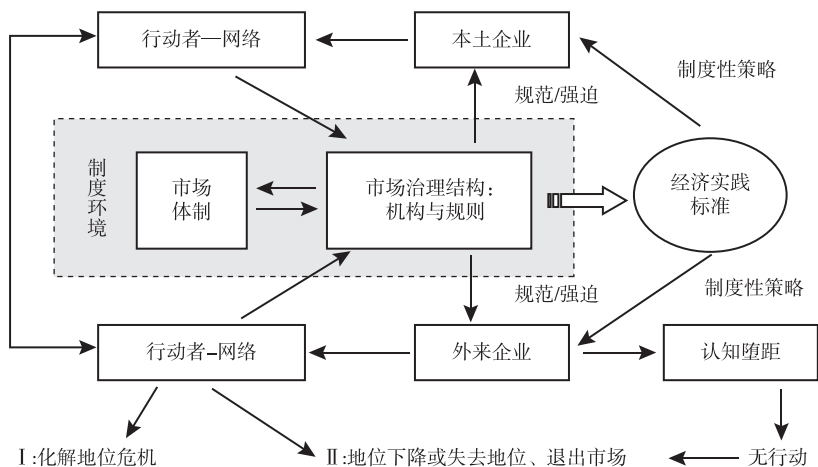 行动者—网络
本土企业
制度性策略
规范/强迫
制度环境
市场
体制
市场治理结构:
机构与规则
经济实践
标准
规范/强迫
制度性策略
行动者–网络
外来企业
认知堕距
Ⅰ:化解地位危机
Ⅱ:地位下降或失去地位、退出市场
无行动